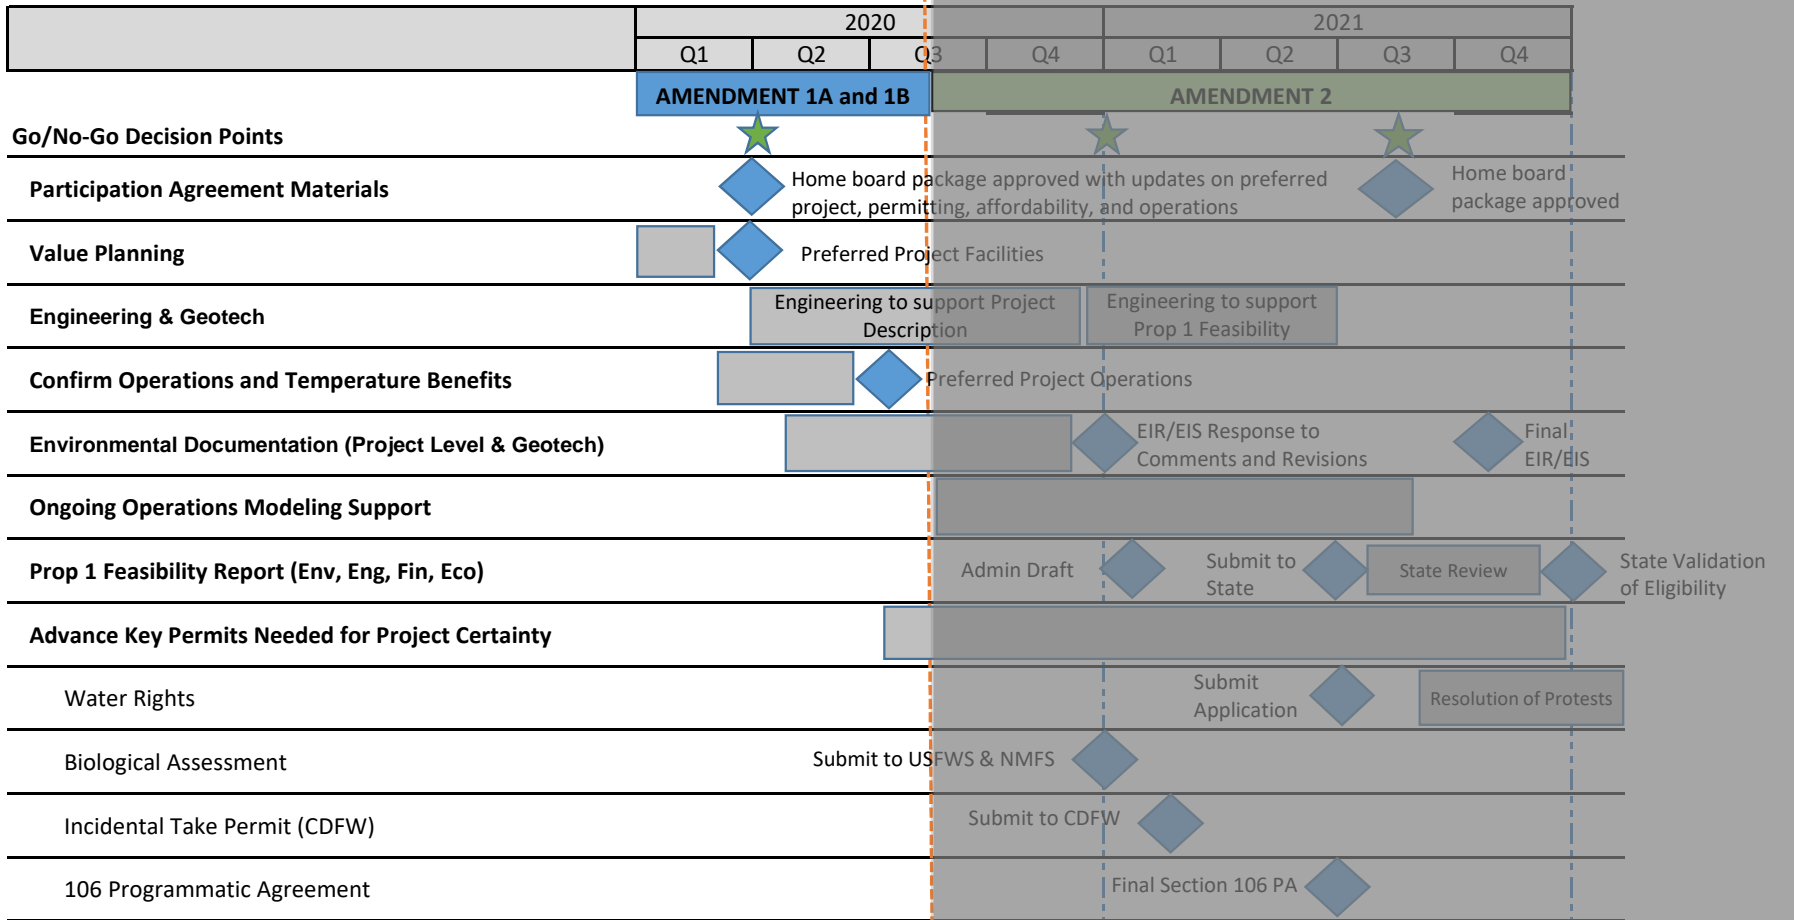 2020
2021
Q1
Q2
Q3
Q4
Q1
Q2
Q3
Q4
AMENDMENT 1A and 1B
AMENDMENT 2
Go/No-Go Decision Points
Participation Agreement Materials
Home board package approved with updates on preferred
project, permitting, affordability, and operations
Home board
package approved
Value Planning
Preferred Project Facilities
Engineering & Geotech
Engineering to support Project
Description
Engineering to support
Prop 1 Feasibility
Confirm Operations and Temperature Benefits
Preferred Project Operations
Environmental Documentation (Project Level & Geotech)
EIR/EIS Response to
Comments and Revisions
Final
EIR/EIS
Ongoing Operations Modeling Support
Prop 1 Feasibility Report (Env, Eng, Fin, Eco)
Admin Draft
Submit to
State
State Review
State Validation
of Eligibility
Advance Key Permits Needed for Project Certainty
Water Rights
Submit
Application
Resolution of Protests
Biological Assessment
Submit to USFWS & NMFS
Incidental Take Permit (CDFW)
Submit to CDFW
106 Programmatic Agreement
Final Section 106 PA